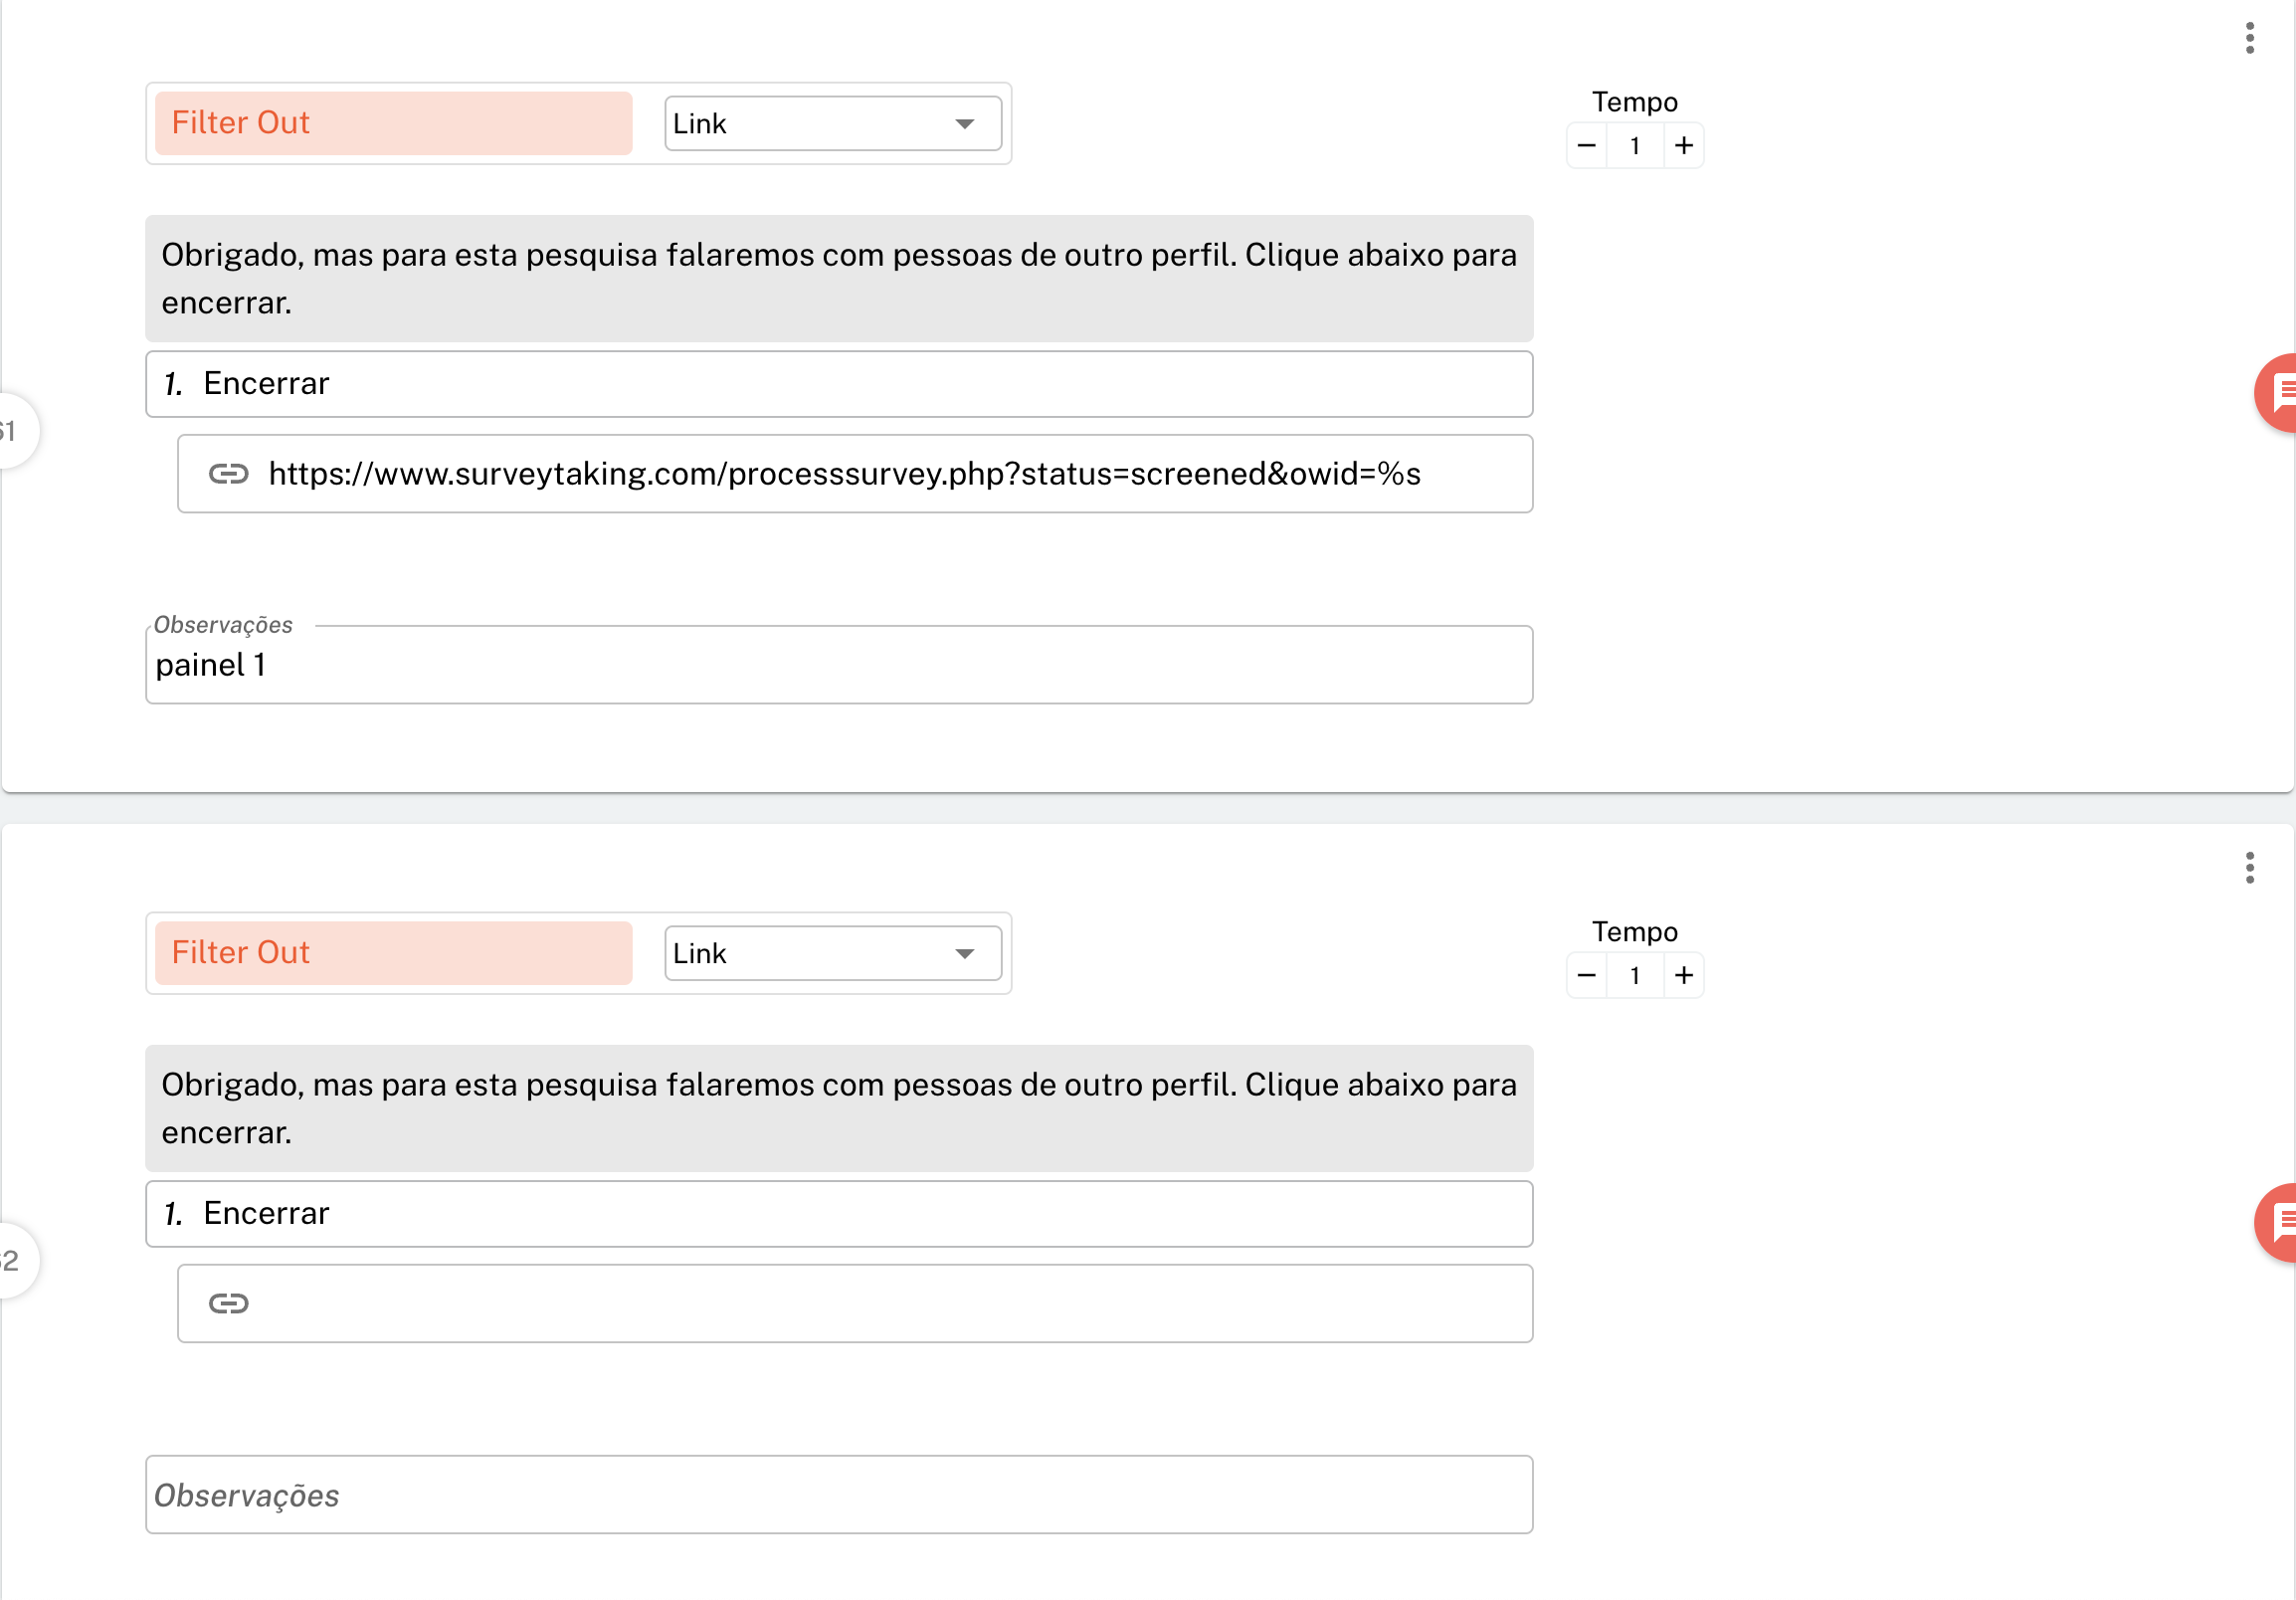 Filter Out
Link
Tempo
− 1 +
Obrigado, mas para esta pesquisa falaremos com pessoas de outro perfil. Clique abaixo para
encerrar.
1. Encerrar
https://www.surveytaking.com/processsurvey.php?status=screened&owid=%s
Observações
painel 1
Filter Out
Link
Tempo
− 1 +
Obrigado, mas para esta pesquisa falaremos com pessoas de outro perfil. Clique abaixo para
encerrar.
1. Encerrar
Observações